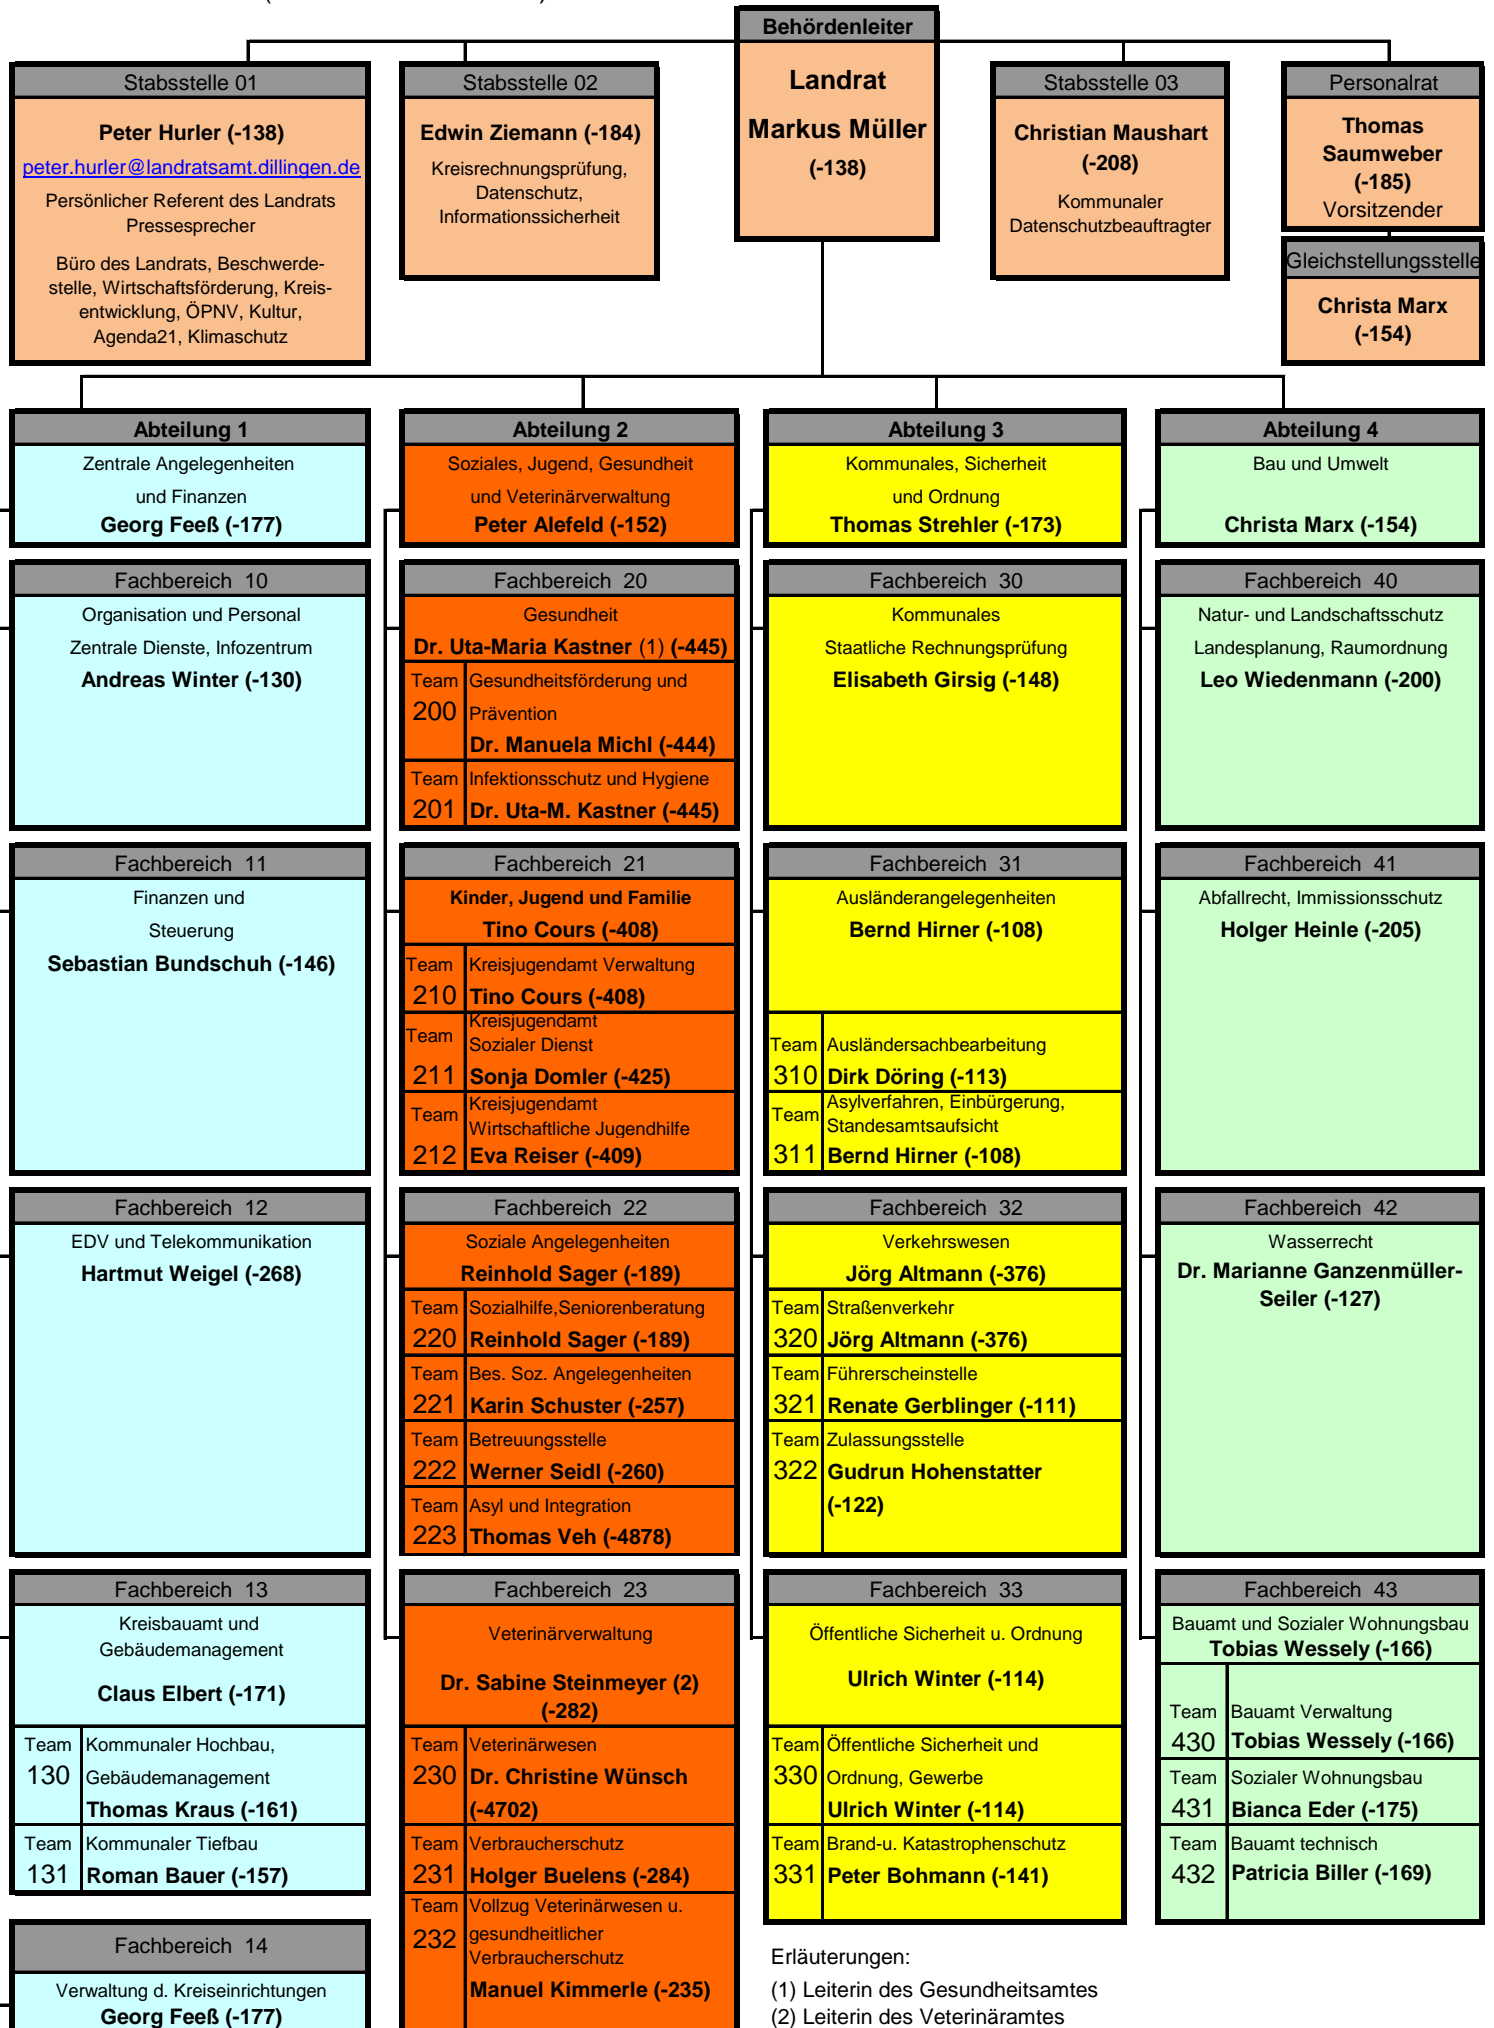 Behördenleiter
Landrat
Markus Müller
(-138)
Stabsstelle 01
Peter Hurler (-138)
peter.hurler@landratsamt.dillingen.de
Persönlicher Referent des Landrats
Pressesprecher
Büro des Landrats, Beschwerde-
stelle, Wirtschaftsförderung, Kreis-
entwicklung, ÖPNV, Kultur,
Agenda21, Klimaschutz
Stabsstelle 02
Edwin Ziemann (-184)
Kreisrechnungsprüfung,
Datenschutz,
Informationssicherheit
Stabsstelle 03
Christian Maushart
(-208)
Kommunaler
Datenschutzbeauftragter
Personalrat
Thomas
Saumweber
(-185)
Vorsitzender
Gleichstellungsstelle
Christa Marx
(-154)
Abteilung 1
Zentrale Angelegenheiten
und Finanzen
Georg Feeß (-177)
Fachbereich 10
Organisation und Personal
Zentrale Dienste, Infozentrum
Andreas Winter (-130)
Fachbereich 11
Finanzen und
Steuerung
Sebastian Bundschuh (-146)
Fachbereich 12
EDV und Telekommunikation
Hartmut Weigel (-268)
Fachbereich 13
Kreisbauamt und
Gebäudemanagement
Claus Elbert (-171)
Team Kommunaler Hochbau,
130 Gebäudemanagement
Thomas Kraus (-161)
Team Kommunaler Tiefbau
131 Roman Bauer (-157)
Fachbereich 14
Verwaltung d. Kreiseinrichtungen
Georg Feeß (-177)
Abteilung 2
Soziales, Jugend, Gesundheit
und Veterinärverwaltung
Peter Alefeld (-152)
Fachbereich 20
Gesundheit
Dr. Uta-Maria Kastner (1) (-445)
Team Gesundheitsförderung und
200 Prävention
Dr. Manuela Michl (-444)
Team Infektionsschutz und Hygiene
201 Dr. Uta-M. Kastner (-445)
Fachbereich 21
Kinder, Jugend und Familie
Tino Cours (-408)
Team Kreisjugendamt Verwaltung
210 Tino Cours (-408)
Kreisjugendamt
Team Sozialer Dienst
211 Sonja Domler (-425)
Kreisjugendamt
Team Wirtschaftliche Jugendhilfe
212 Eva Reiser (-409)
Fachbereich 22
Soziale Angelegenheiten
Reinhold Sager (-189)
Team Sozialhilfe,Seniorenberatung
220 Reinhold Sager (-189)
Team Bes. Soz. Angelegenheiten
221 Karin Schuster (-257)
Team Betreuungsstelle
222 Werner Seidl (-260)
Team Asyl und Integration
223 Thomas Veh (-4878)
Fachbereich 23
Veterinärverwaltung
Dr. Sabine Steinmeyer (2)
(-282)
Team Veterinärwesen
230 Dr. Christine Wünsch
(-4702)
Team Verbraucherschutz
231 Holger Buelens (-284)
Team Vollzug Veterinärwesen u.
232 gesundheitlicher
Verbraucherschutz
Manuel Kimmerle (-235)
Abteilung 3
Kommunales, Sicherheit
und Ordnung
Thomas Strehler (-173)
Fachbereich 30
Kommunales
Staatliche Rechnungsprüfung
Elisabeth Girsig (-148)
Fachbereich 31
Ausländerangelegenheiten
Bernd Hirner (-108)
Team Ausländersachbearbeitung
310 Dirk Döring (-113)
Asylverfahren, Einbürgerung,
Team Standesamtsaufsicht
311 Bernd Hirner (-108)
Fachbereich 32
Verkehrswesen
Jörg Altmann (-376)
Team Straßenverkehr
320 Jörg Altmann (-376)
Team Führerscheinstelle
321 Renate Gerblinger (-111)
Team Zulassungsstelle
322 Gudrun Hohenstatter
(-122)
Fachbereich 33
Öffentliche Sicherheit u. Ordnung
Ulrich Winter (-114)
Team Öffentliche Sicherheit und
330 Ordnung, Gewerbe
Ulrich Winter (-114)
Team Brand-u. Katastrophenschutz
331 Peter Bohmann (-141)
Abteilung 4
Bau und Umwelt
Christa Marx (-154)
Fachbereich 40
Natur- und Landschaftsschutz
Landesplanung, Raumordnung
Leo Wiedenmann (-200)
Fachbereich 41
Abfallrecht, Immissionsschutz
Holger Heinle (-205)
Fachbereich 42
Wasserrecht
Dr. Marianne Ganzenmüller-
Seiler (-127)
Fachbereich 43
Bauamt und Sozialer Wohnungsbau
Tobias Wessely (-166)
Team Bauamt Verwaltung
430 Tobias Wessely (-166)
Team Sozialer Wohnungsbau
431 Bianca Eder (-175)
Team Bauamt technisch
432 Patricia Biller (-169)
Erläuterungen:
(1) Leiterin des Gesundheitsamtes
(2) Leiterin des Veterinäramtes